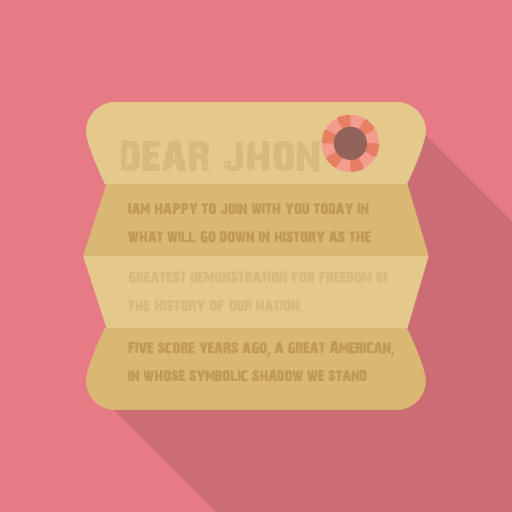 DEAR JHON
IAM HAPPY TO JOIN WITH YOU TODAY IN
WHAT WILL GO DOWN IN HISTORY AS THE
GREATEST DEMONSTRATION FOR FREEDOM IN
THE HISTORY OF OUR NATION.
FIVE SCORE YEARS AGO, A GREAT AMERICAN,
IN WHOSE SYMBOLIC SHADOW WE STAND